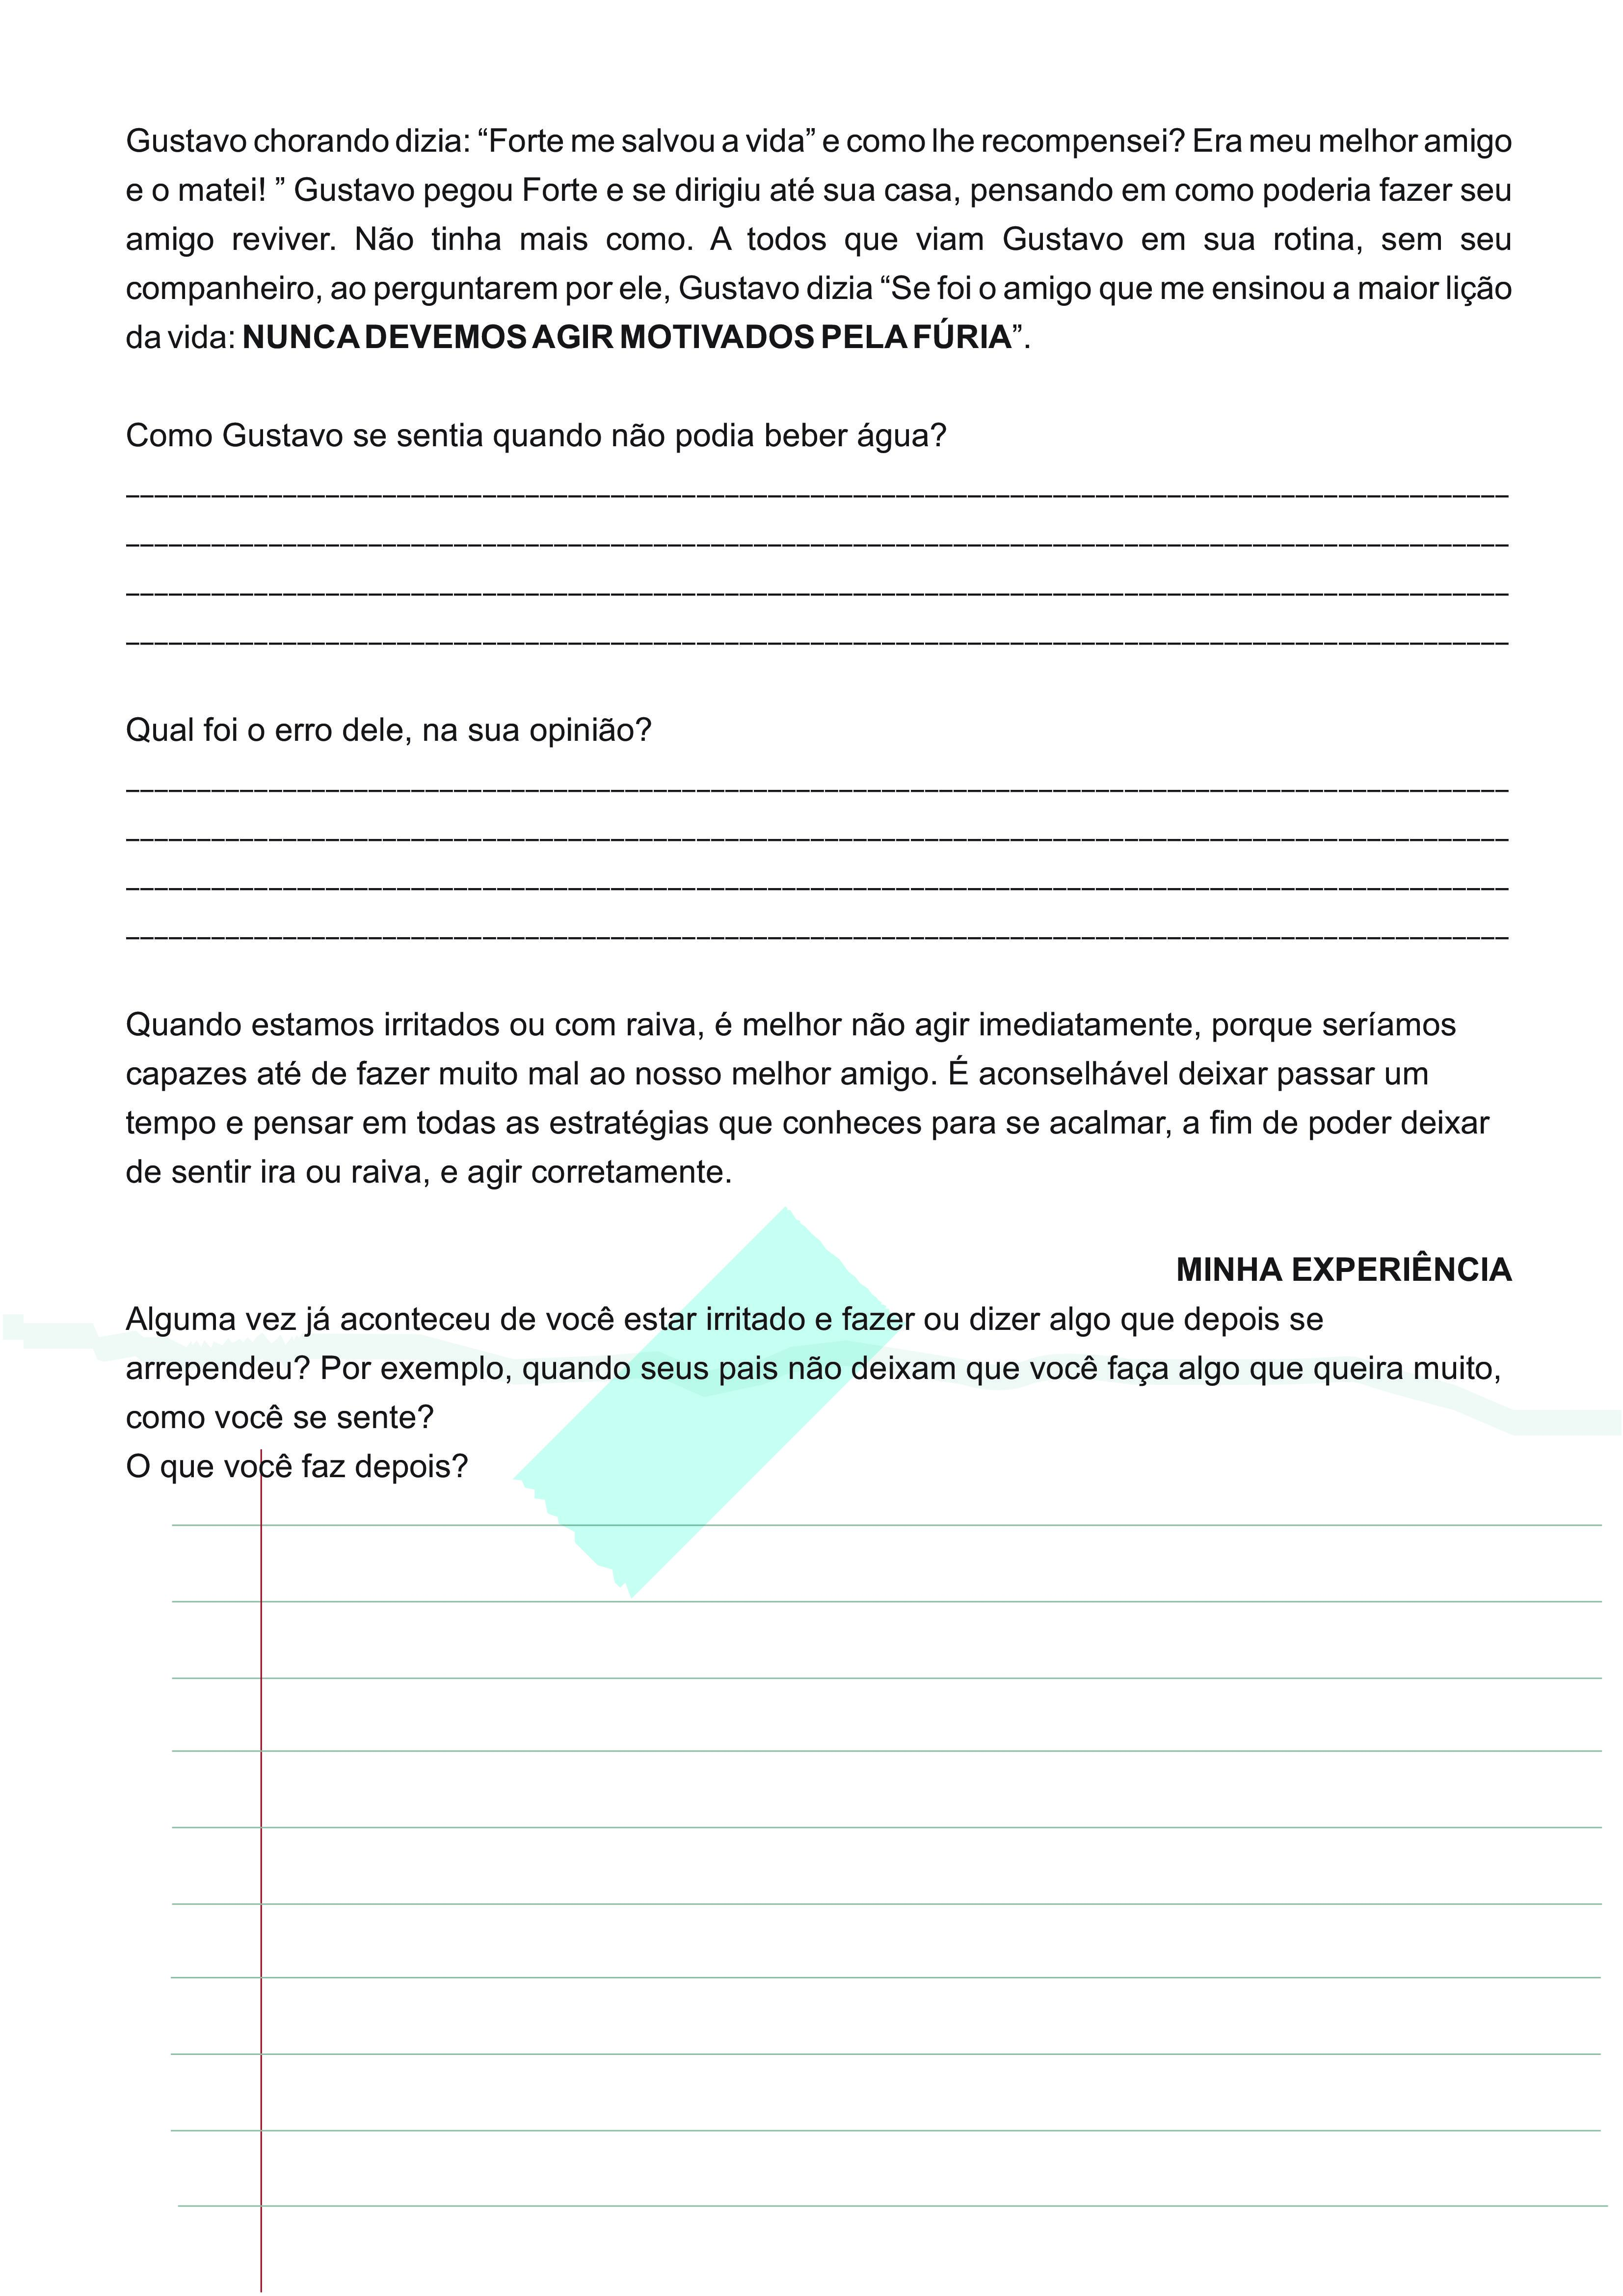 Gustavo chorando dizia: “Forte me salvou a vida” e como lhe recompensei? Era meu melhor amigo
e o matei! ” Gustavo pegou Forte e se dirigiu até sua casa, pensando em como poderia fazer seu
amigo reviver. Não tinha mais como. A todos que viam Gustavo em sua rotina, sem seu
companheiro, ao perguntarem por ele, Gustavo dizia “Se foi o amigo que me ensinou a maior lição
da vida: NUNCA DEVEMOS AGIR MOTIVADOS PELA FÚRIA”.
Como Gustavo se sentia quando não podia beber água?
Qual foi o erro dele, na sua opinião?
Quando estamos irritados ou com raiva, é melhor não agir imediatamente, porque seríamos
capazes até de fazer muito mal ao nosso melhor amigo. É aconselhável deixar passar um
tempo e pensar em todas as estratégias que conheces para se acalmar, a fim de poder deixar
de sentir ira ou raiva, e agir corretamente.
MINHA EXPERIÊNCIA
Alguma vez já aconteceu de você estar irritado e fazer ou dizer algo que depois se
arrependeu? Por exemplo, quando seus pais não deixam que você faça algo que queira muito,
como você se sente?
O que você faz depois?